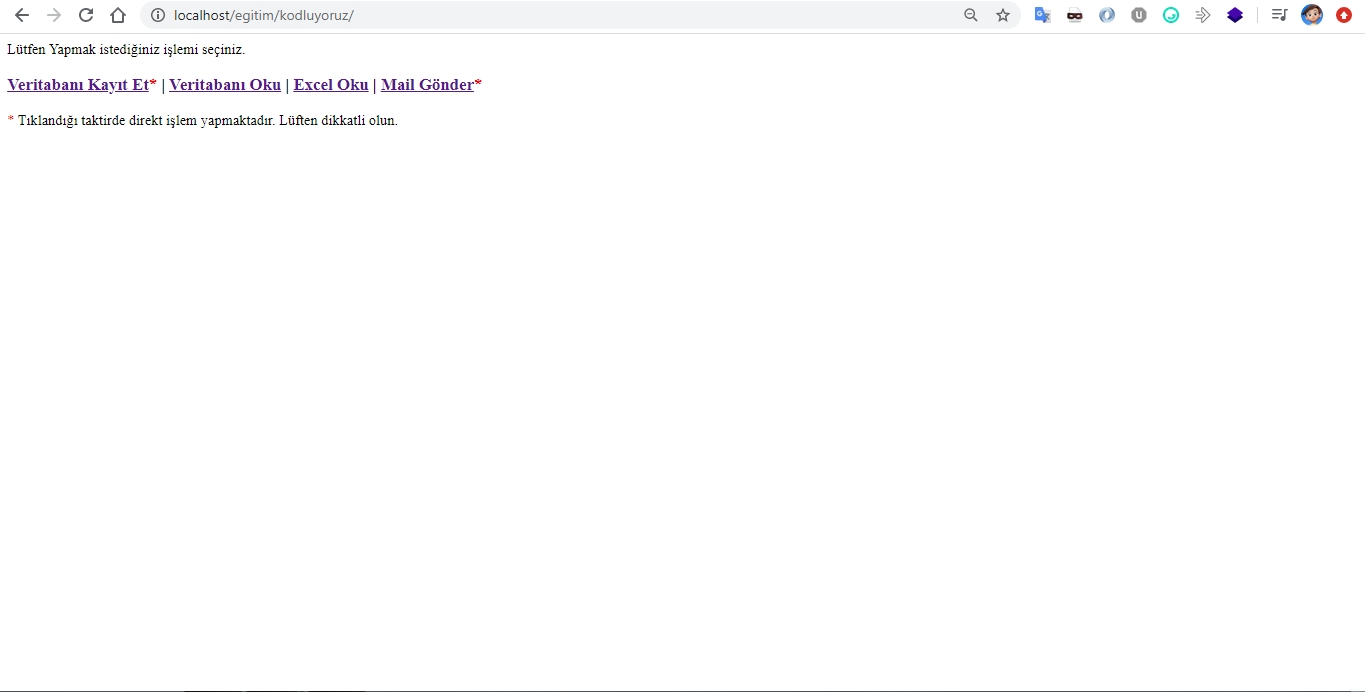 localhost/egitim/kodluyoruz/
Lütfen Yapmak istediğiniz işlemi seçiniz.
Veritabanı Kayıt Et* | Veritabanı Oku | Excel Oku | Mail Gönder*
* Tıklandığı taktirde direkt işlem yapmaktadır. Lüften dikkatli olun.